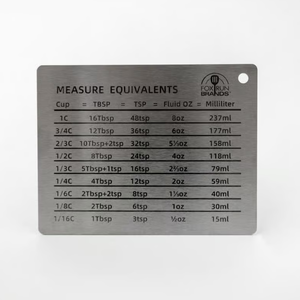 MEASURE EQUIVALENTS
FOX RUN
BRANDS
Cup = TBSP = TSP = Fluid OZ = Milliliter
1C 16Tbsp 48tsp 8oz 237ml
3/4C 12Tbsp 36tsp 6oz 177ml
2/3C 10Tbsp+2tsp 32tsp 5⅓oz 158ml
1/2C 8Tbsp 24tsp 4oz 118ml
1/3C 5Tbsp+1tsp 16tsp 2⅔oz 79ml
1/4C 4Tbsp 12tsp 2oz 59ml
1/6C 2Tbsp+2tsp 8tsp 1⅓oz 40ml
1/8C 2Tbsp 6tsp 1oz 30ml
1/16C 1Tbsp 3tsp ½oz 15ml